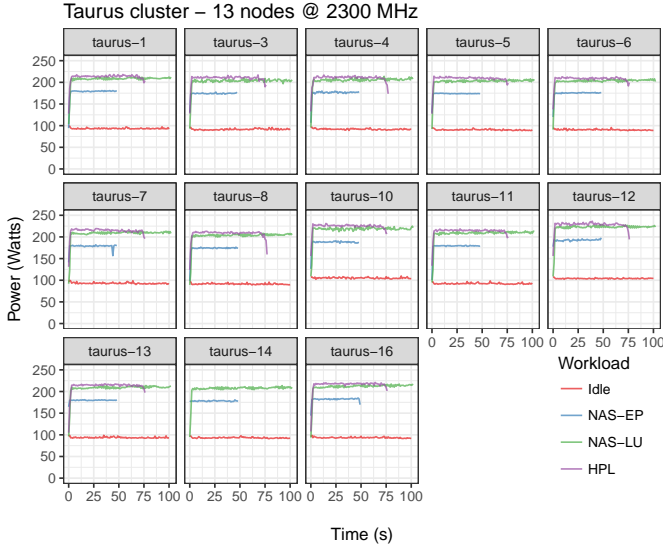 Taurus cluster − 13 nodes @ 2300 MHz
taurus−1 taurus−3 taurus−4 taurus−5 taurus−6
250
200
150
100
50
0
taurus−7 taurus−8 taurus−10 taurus−11 taurus−12
250
200
150
100
50
0
0 25 50 75 100 0 25 50 75 100
taurus−13 taurus−14 taurus−16
250
200
150
100
50
0
0 25 50 75 100 0 25 50 75 100 0 25 50 75 100
Power (Watts)
Time (s)
Workload
Idle
NAS−EP
NAS−LU
HPL